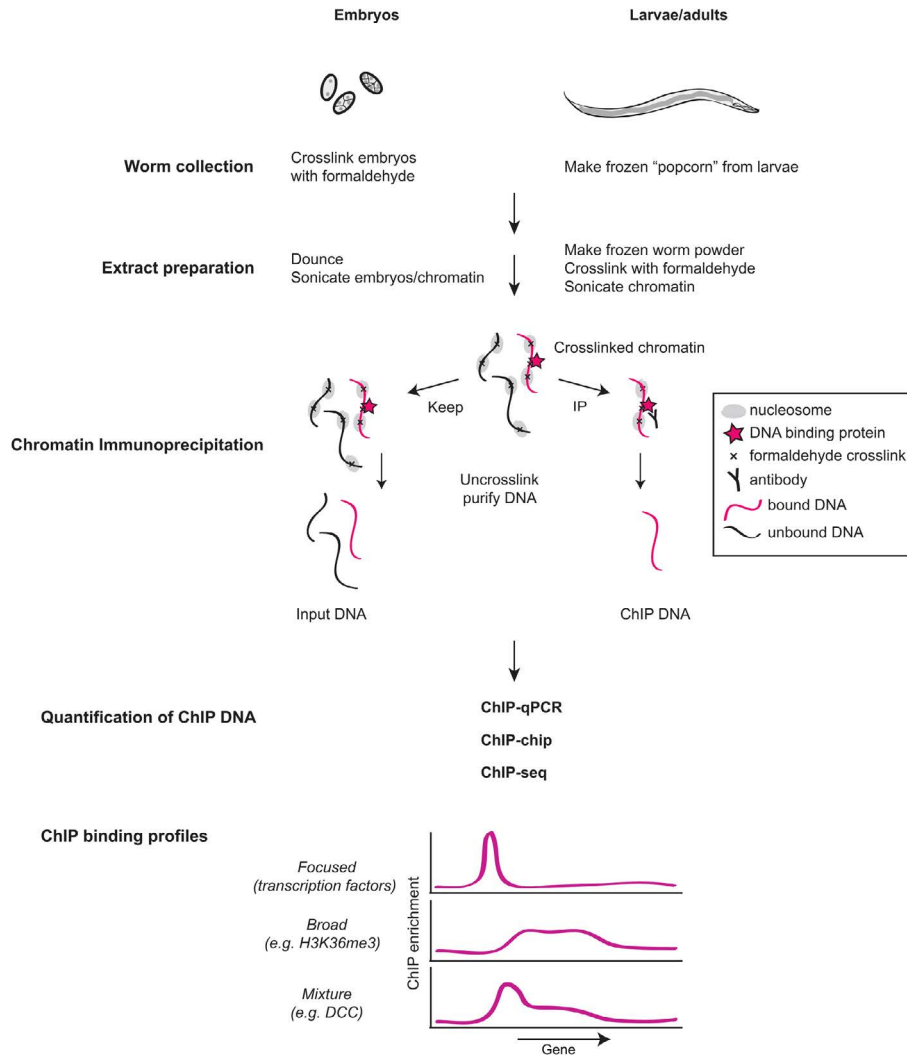 Embryos
Larvae/adults
Worm collection
Crosslink embryos
with formaldehyde
Make frozen “popcorn” from larvae
Extract preparation
Dounce
Sonicate embryos/chromatin
Make frozen worm powder
Crosslink with formaldehyde
Sonicate chromatin
Crosslinked chromatin
Keep
IP
Chromatin Immunoprecipitation
nucleosome
DNA binding protein
formaldehyde crosslink
antibody
bound DNA
unbound DNA
Uncrosslink
purify DNA
Input DNA
ChIP DNA
Quantification of ChIP DNA
ChIP-qPCR
ChIP-chip
ChIP-seq
ChIP binding profiles
Focused
(transcription factors)
Broad
(e.g. H3K36me3)
Mixture
(e.g. DCC)
ChIP enrichment
Gene